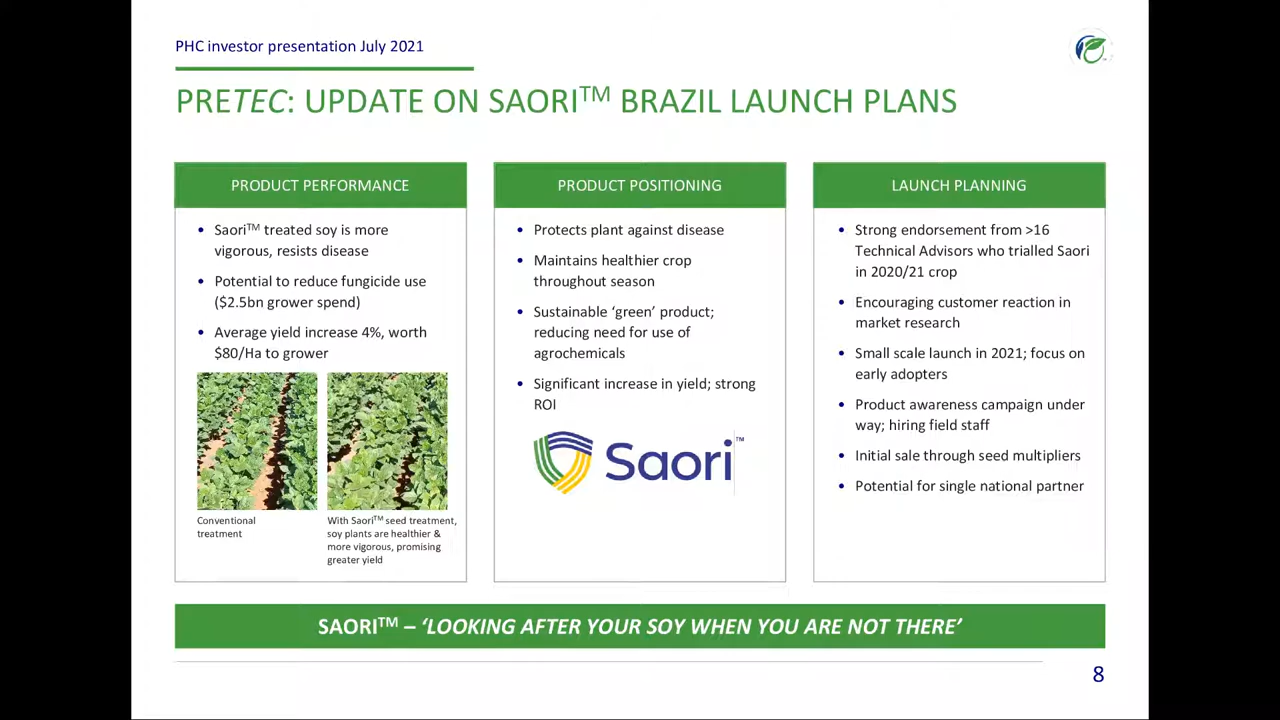 PHC investor presentation July 2021
PRETEC: UPDATE ON SAORI™ BRAZIL LAUNCH PLANS
PRODUCT PERFORMANCE
• Saori™ treated soy is more
vigorous, resists disease
• Potential to reduce fungicide use
($2.5bn grower spend)
• Average yield increase 4%, worth
$80/Ha to grower
Conventional
treatment
With Saori™ seed treatment,
soy plants are healthier &
more vigorous, promising
greater yield
PRODUCT POSITIONING
• Protects plant against disease
• Maintains healthier crop
throughout season
• Sustainable ‘green’ product;
reducing need for use of
agrochemicals
• Significant increase in yield; strong
ROI
Saori™
LAUNCH PLANNING
• Strong endorsement from >16
Technical Advisors who trialled Saori
in 2020/21 crop
• Encouraging customer reaction in
market research
• Small scale launch in 2021; focus on
early adopters
• Product awareness campaign under
way; hiring field staff
• Initial sale through seed multipliers
• Potential for single national partner
SAORI™ – ‘LOOKING AFTER YOUR SOY WHEN YOU ARE NOT THERE’
8